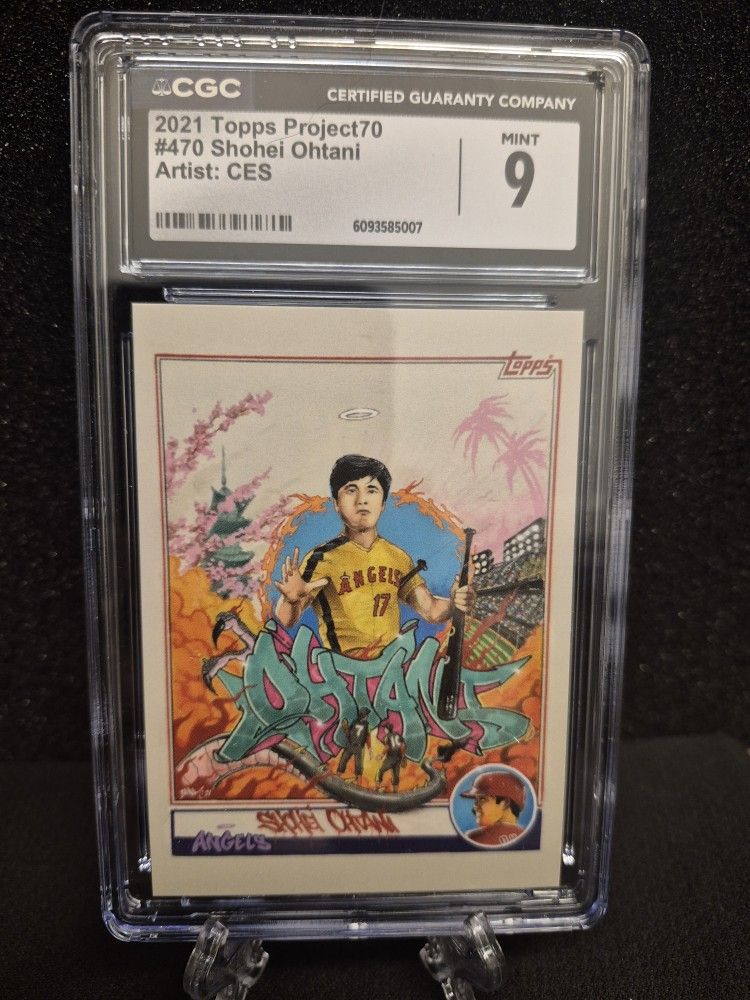 CGC
CERTIFIED GUARANTY COMPANY
2021 Topps Project70
#470 Shohei Ohtani
Artist: CES
MINT
9
6093585007
topps
ANGELS
17
OHTANI
SHOHEI OHTANI
ANGELS